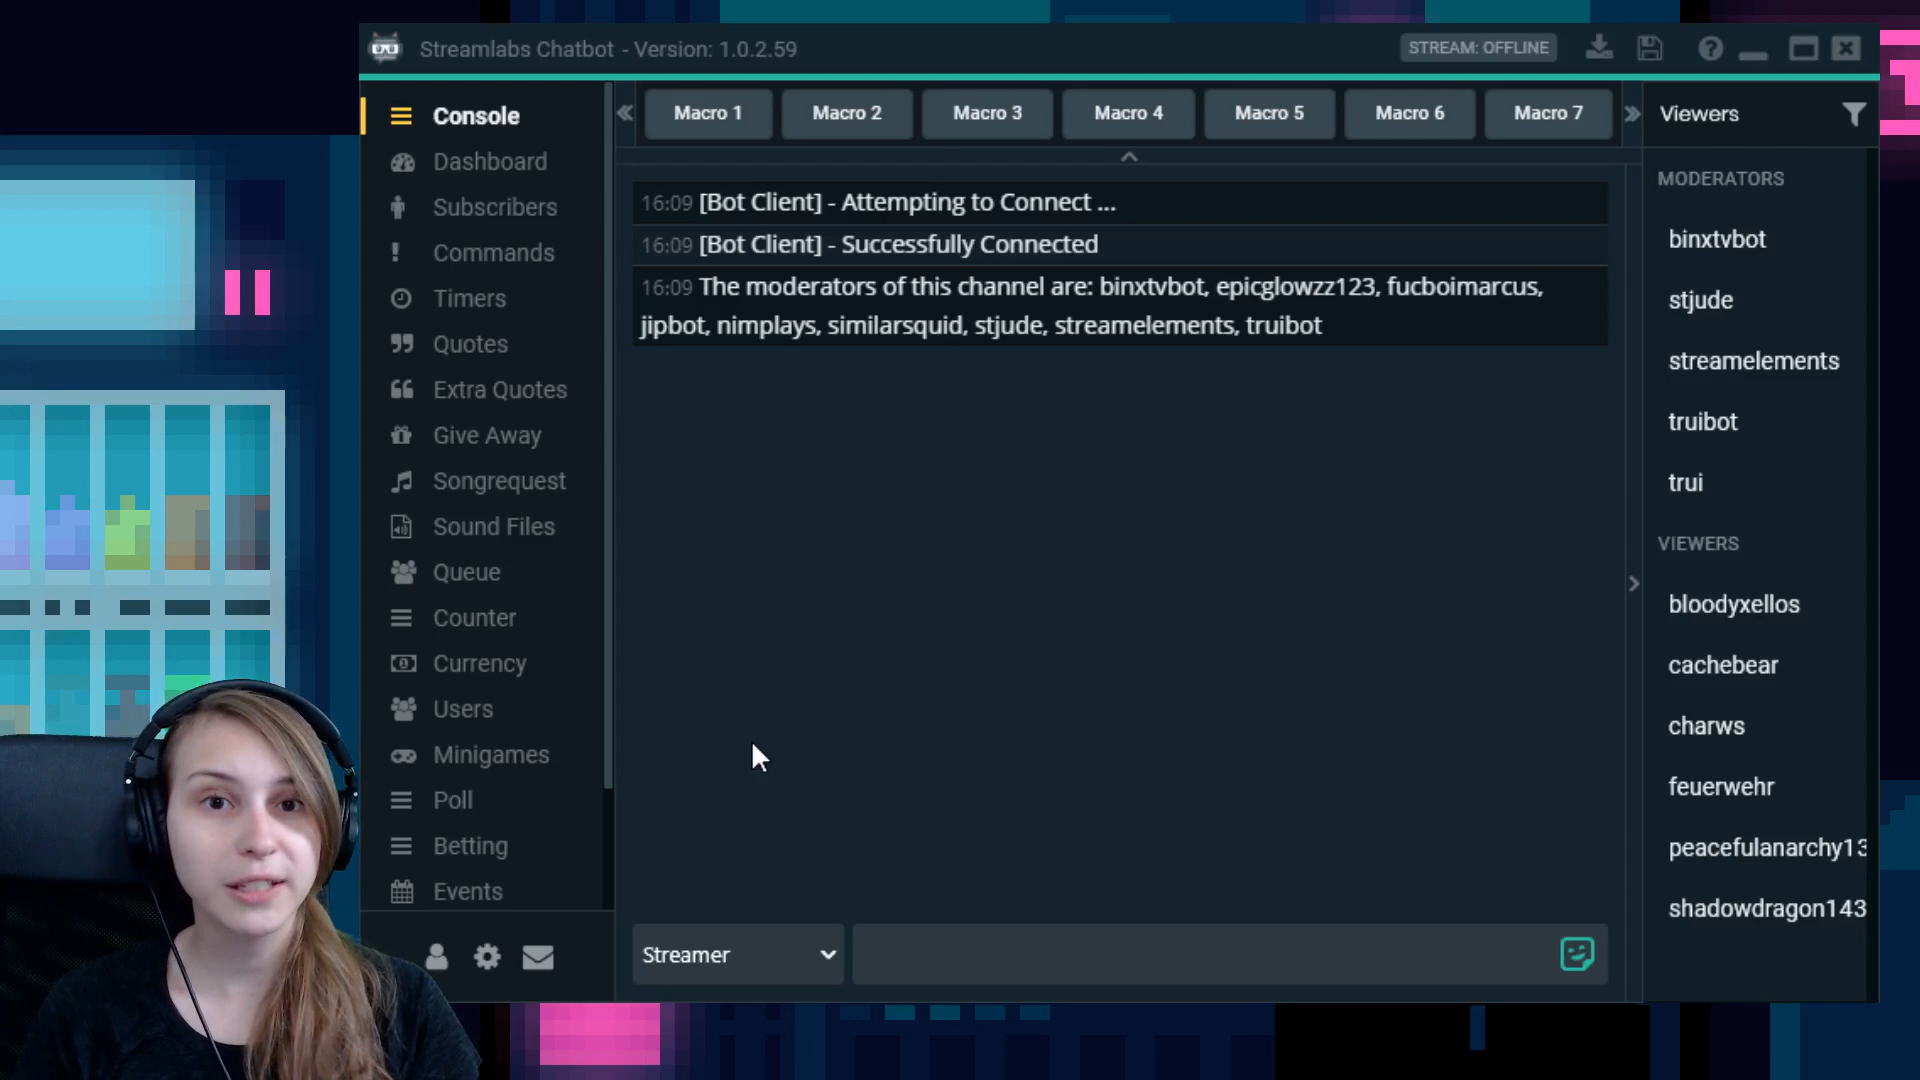 Streamlabs Chatbot - Version: 1.0.2.59
STREAM: OFFLINE
Console
Dashboard
Subscribers
Commands
Timers
Quotes
Extra Quotes
Give Away
Songrequest
Sound Files
Queue
Counter
Currency
Users
Minigames
Poll
Betting
Events
Macro 1
Macro 2
Macro 3
Macro 4
Macro 5
Macro 6
Macro 7
16:09 [Bot Client] - Attempting to Connect ...
16:09 [Bot Client] - Successfully Connected
16:09 The moderators of this channel are: binxtvbot, epicglowzz123, fucboimarcus,
jipbot, nimplays, similarsquid, stjude, streamelements, truibot
Streamer
Viewers
MODERATORS
binxtvbot
stjude
streamelements
truibot
trui
VIEWERS
bloodyxellos
cachebear
charws
feuerwehr
peacefulanarchy13
shadowdragon143